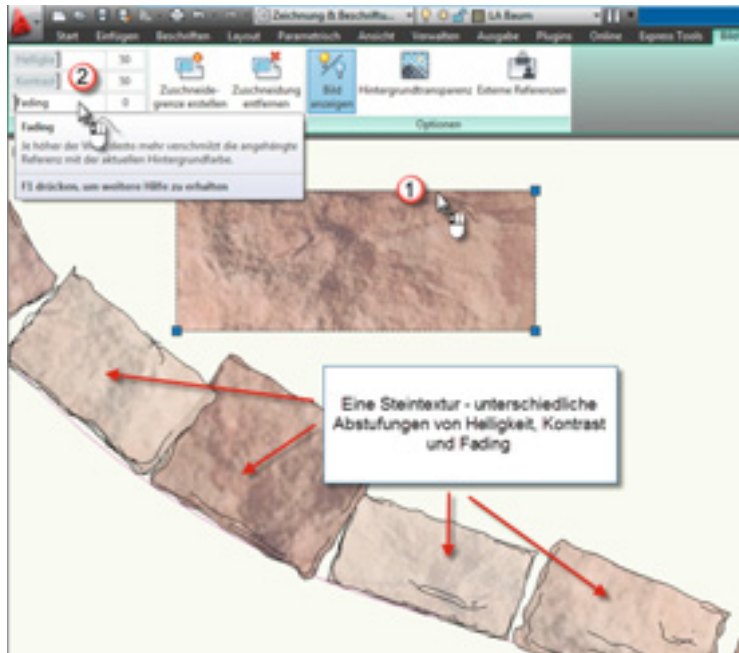 Zeichnung & Beschriftu...
LA Baum
Start Einfügen Beschriften Layout Parametrisch Ansicht Verwalten Ausgabe Plugins Online Express Tools
Helligke 50
Kontrast 50
Fading 0
2
Zuschneide-
grenze erstellen
Zuschneidung
entfernen
Bild
anzeigen
Hintergrundtransparenz
Externe Referenzen
Optionen
Fading
Je höher der desto mehr verschmilzt die angehängte
Referenz mit der aktuellen Hintergrundfarbe.
F1 drücken, um weitere Hilfe zu erhalten
1
Eine Steintextur - unterschiedliche
Abstufungen von Helligkeit, Kontrast
und Fading